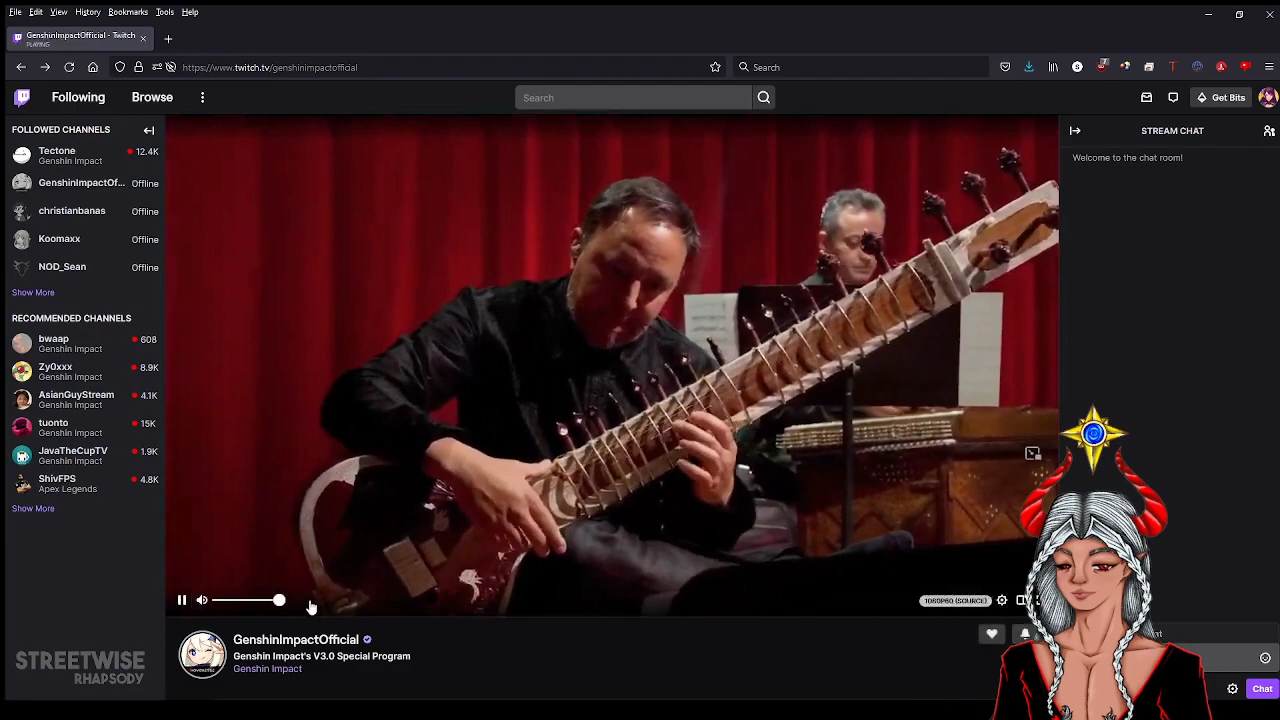 File Edit View History Bookmarks Tools Help
GenshinImpactOfficial - Twitch
PLAYING
https://www.twitch.tv/genshinimpactofficial
Search
Following Browse
Search
Get Bits
FOLLOWED CHANNELS
Tectone 12.4K
Genshin Impact
GenshinImpactOf... Offline
christianbanas Offline
Koomaxx Offline
NOD_Sean Offline
Show More
RECOMMENDED CHANNELS
bwaap 608
Genshin Impact
Zy0xxx 8.9K
Genshin Impact
AsianGuyStream 4.1K
Genshin Impact
tuonto 15K
Genshin Impact
JavaTheCupTV 1.9K
Genshin Impact
ShivFPS 4.8K
Apex Legends
Show More
STREAM CHAT
Welcome to the chat room!
1080P60 (SOURCE)
GenshinImpactOfficial
Genshin Impact's V3.0 Special Program
Genshin Impact
STREETWISE
RHAPSODY
Chat